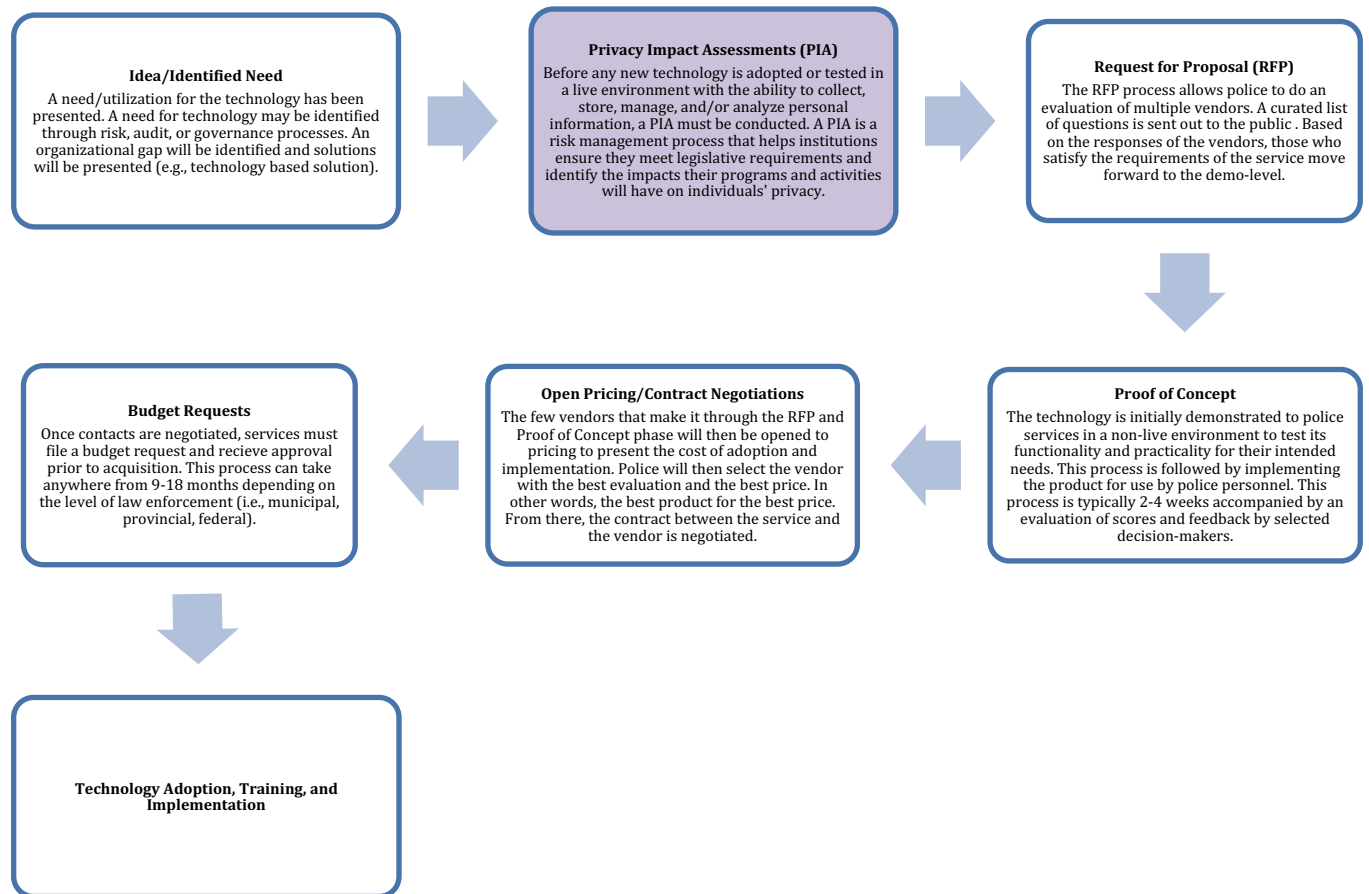 Idea/Identified Need
A need/utilization for the technology has been
presented. A need for technology may be identified
through risk, audit, or governance processes. An
organizational gap will be identified and solutions
will be presented (e.g., technology based solution).
Privacy Impact Assessments (PIA)
Before any new technology is adopted or tested in
a live environment with the ability to collect,
store, manage, and/or analyze personal
information, a PIA must be conducted. A PIA is a
risk management process that helps institutions
ensure they meet legislative requirements and
identify the impacts their programs and activities
will have on individuals' privacy.
Request for Proposal (RFP)
The RFP process allows police to do an
evaluation of multiple vendors. A curated list
of questions is sent out to the public . Based
on the responses of the vendors, those who
satisfy the requirements of the service move
forward to the demo-level.
Proof of Concept
The technology is initially demonstrated to police
services in a non-live environment to test its
functionality and practicality for their intended
needs. This process is followed by implementing
the product for use by police personnel. This
process is typically 2-4 weeks accompanied by an
evaluation of scores and feedback by selected
decision-makers.
Open Pricing/Contract Negotiations
The few vendors that make it through the RFP and
Proof of Concept phase will then be opened to
pricing to present the cost of adoption and
implementation. Police will then select the vendor
with the best evaluation and the best price. In
other words, the best product for the best price.
From there, the contract between the service and
the vendor is negotiated.
Budget Requests
Once contacts are negotiated, services must
file a budget request and recieve approval
prior to acquisition. This process can take
anywhere from 9-18 months depending on
the level of law enforcement (i.e., municipal,
provincial, federal).
Technology Adoption, Training, and
Implementation